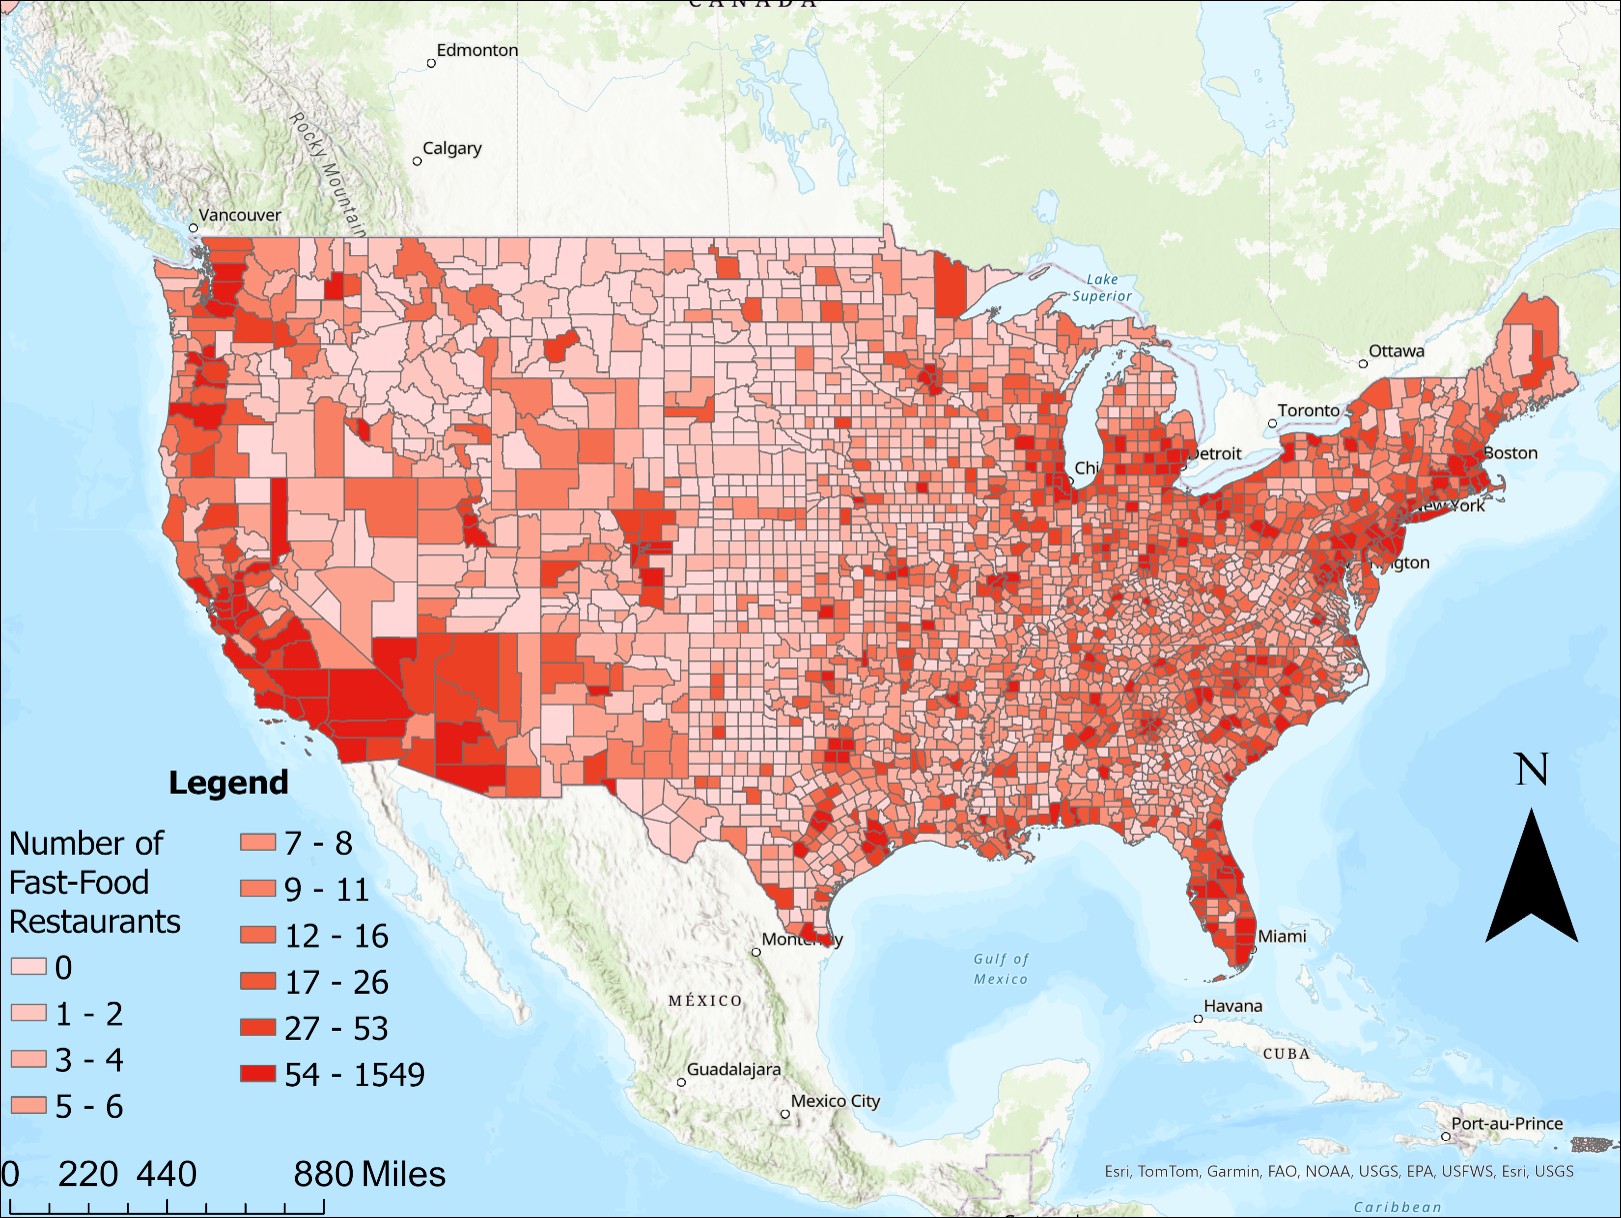 CANADA
Edmonton
Rocky Mountain
Calgary
Vancouver
Lake
Superior
Ottawa
Toronto
Detroit
Boston
Chi
New York
ngton
N
Legend
Number of
Fast-Food
Restaurants
0
1 - 2
3 - 4
5 - 6
7 - 8
9 - 11
12 - 16
17 - 26
27 - 53
54 - 1549
Miami
Monterrey
Gulf of
Mexico
MÉXICO
Havana
CUBA
Guadalajara
Mexico City
Port-au-Prince
0 220 440 880 Miles
Esri, TomTom, Garmin, FAO, NOAA, USGS, EPA, USFWS, Esri, USGS
Caribbean